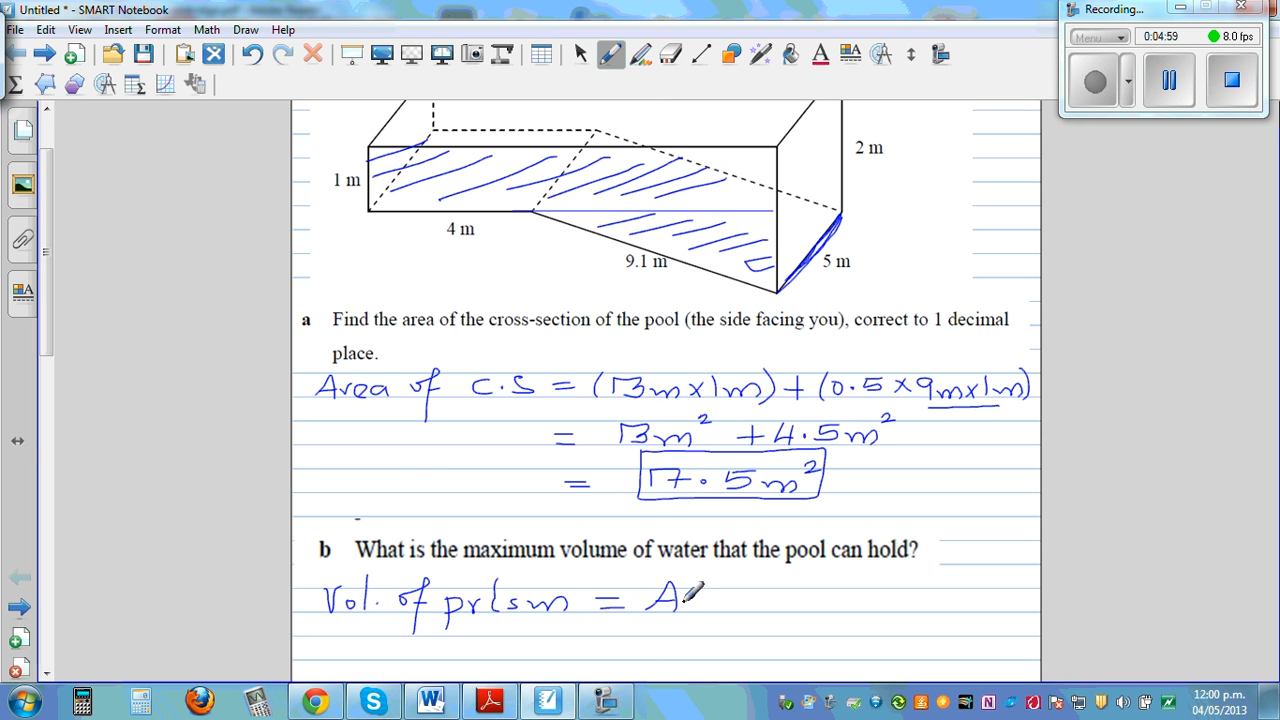 Untitled * - SMART Notebook
File Edit View Insert Format Math Draw Help
Recording...
Menu
0:04:59
8.0 fps
2 m
1 m
4 m
9.1 m
5 m
a Find the area of the cross-section of the pool (the side facing you), correct to 1 decimal
place.
Area of C.S = (13m x 1m) + (0.5 x 9m x 1m)
= 13m² + 4.5m²
= 17.5m²
b What is the maximum volume of water that the pool can hold?
Vol. of prism = A
12:00 p.m.
04/05/2013